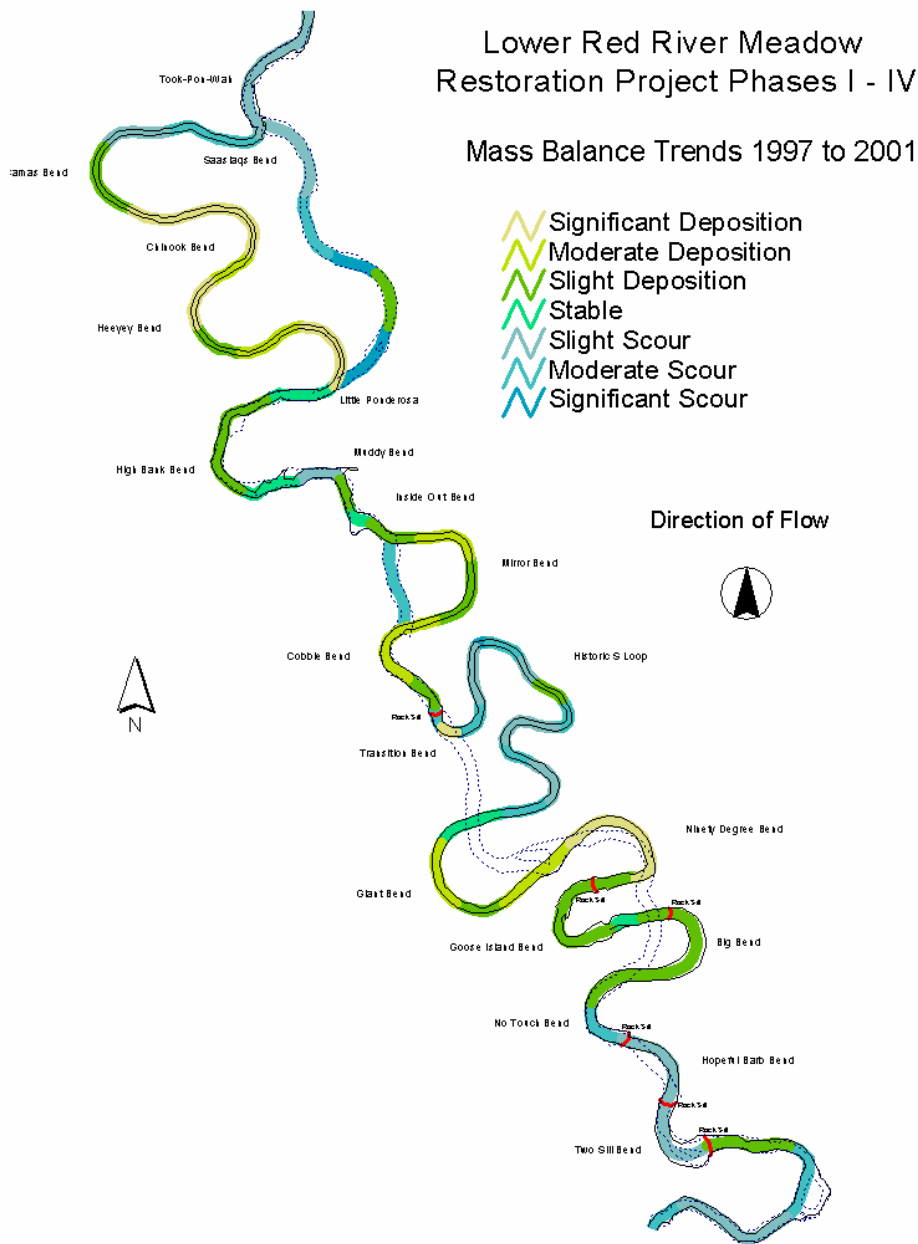 Lower Red River Meadow
Restoration Project Phases I - IV
Mass Balance Trends 1997 to 2001
Took-Pon-Wah
Saastaqs Bend
amas Bend
Chinook Bend
Heeyey Bend
Significant Deposition
Moderate Deposition
Slight Deposition
Stable
Slight Scour
Moderate Scour
Significant Scour
Little Ponderosa
High Bank Bend
Muddy Bend
Inside Out Bend
Direction of Flow
Mirror Bend
Cobble Bend
Historic S Loop
N
Rock Sill
Transition Bend
Ninety Degree Bend
Giant Bend
Rock Sill
Rock Sill
Goose Island Bend
Big Bend
No Touch Bend
Rock Sill
Hopeful Barb Bend
Rock Sill
Rock Sill
Two Sill Bend